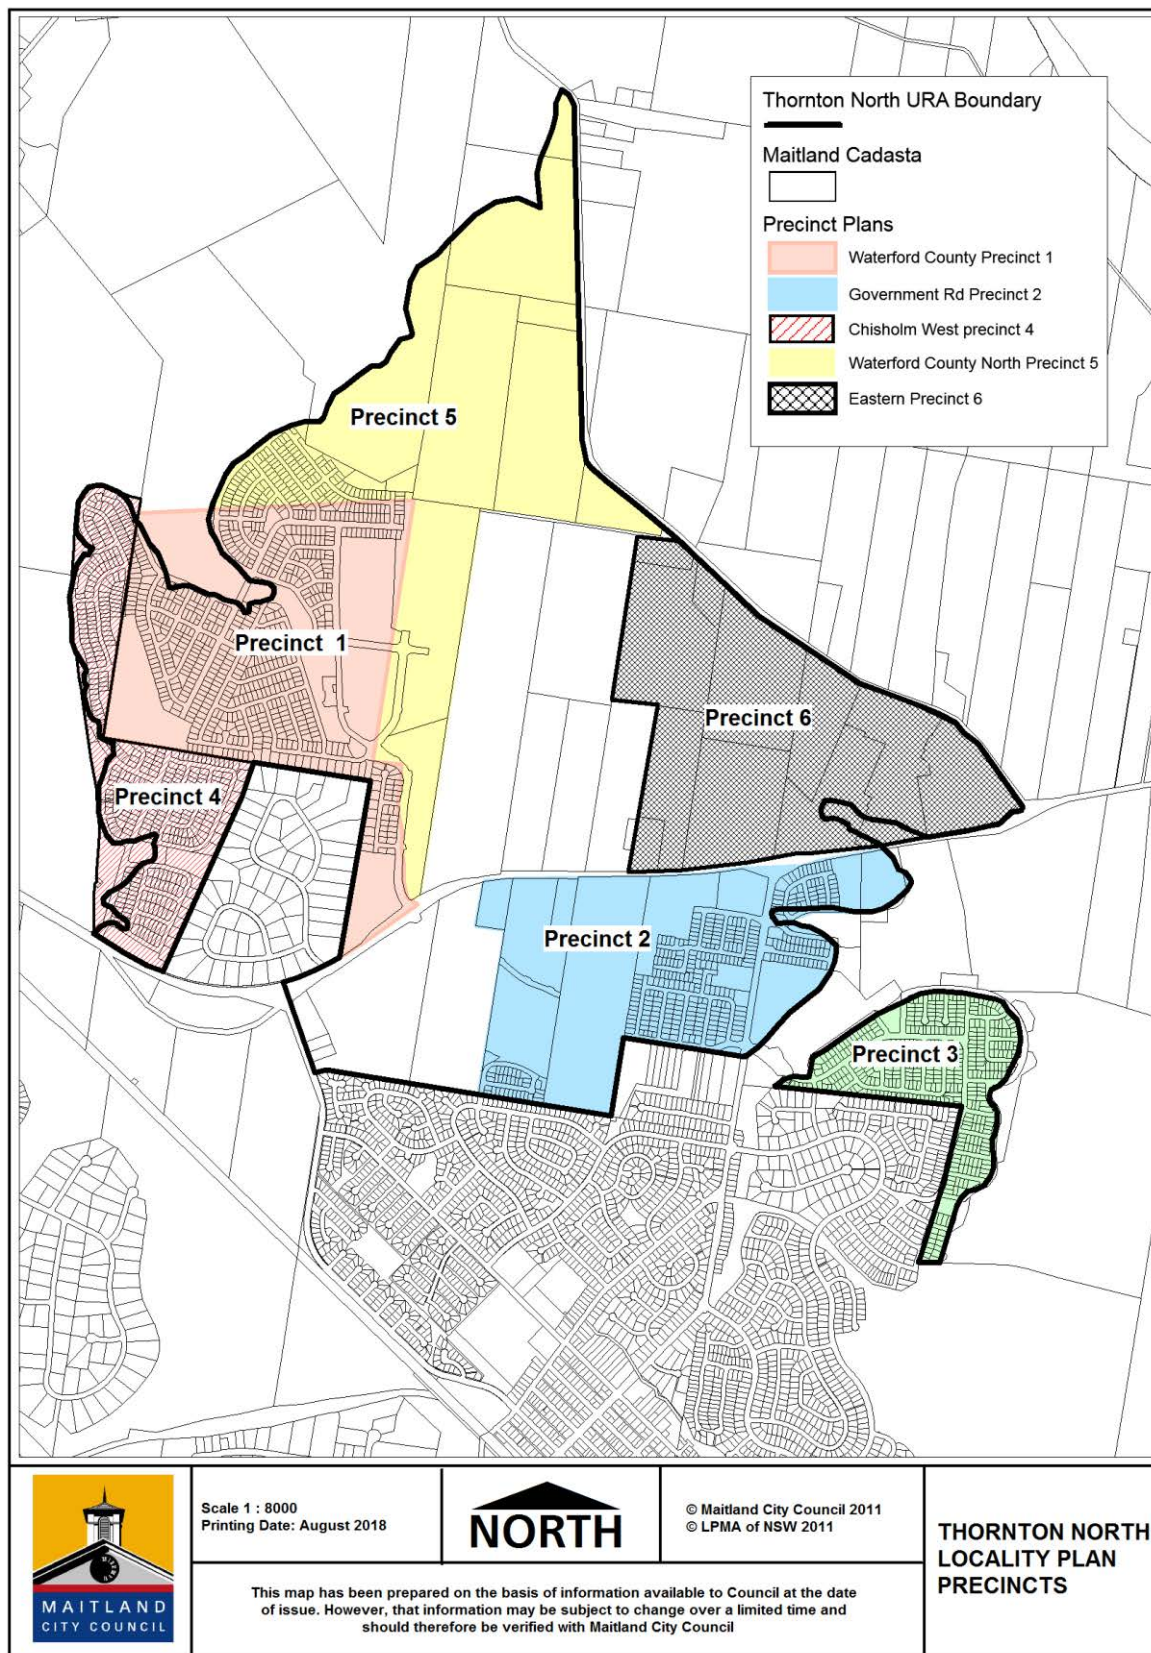 Thornton North URA Boundary
Maitland Cadasta
Precinct Plans
Waterford County Precinct 1
Government Rd Precinct 2
Chisholm West precinct 4
Waterford County North Precinct 5
Eastern Precinct 6
Precinct 5
Precinct 1
Precinct 6
Precinct 4
Precinct 2
Precinct 3
MAITLAND
CITY COUNCIL
Scale 1 : 8000
Printing Date: August 2018
NORTH
© Maitland City Council 2011
© LPMA of NSW 2011
This map has been prepared on the basis of information available to Council at the date
of issue. However, that information may be subject to change over a limited time and
should therefore be verified with Maitland City Council
THORNTON NORTH
LOCALITY PLAN
PRECINCTS